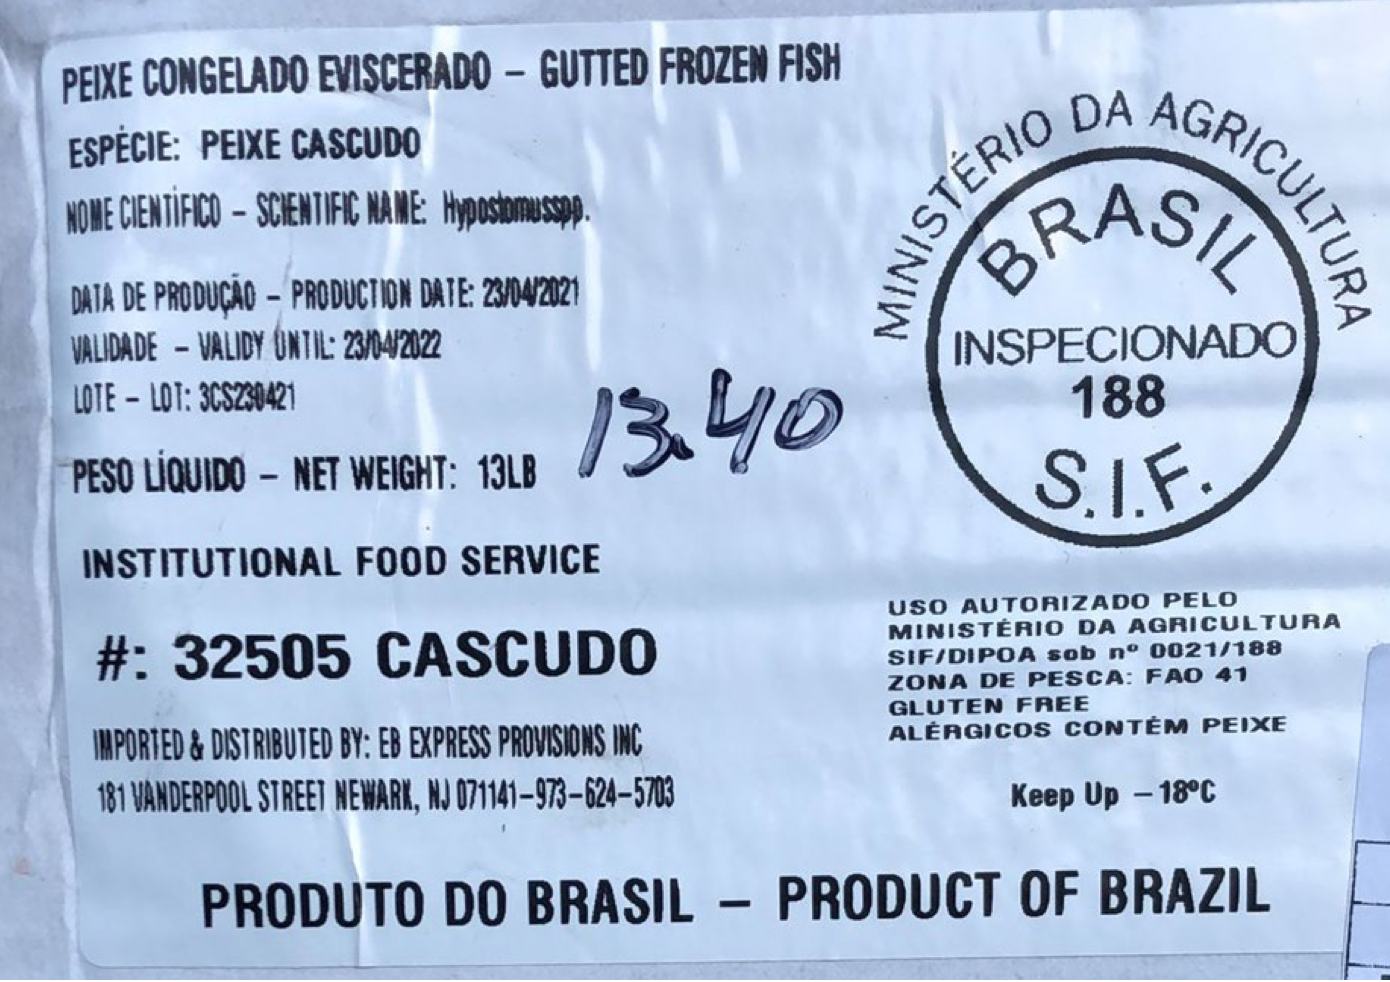 PEIXE CONGELADO EVISCERADO – GUTTED FROZEN FISH
ESPÉCIE: PEIXE CASCUDO
NOME CIENTÍFICO – SCIENTIFIC NAME: Hypostomusspp.
DATA DE PRODUÇÃO – PRODUCTION DATE: 23/04/2021
VALIDADE – VALIDY UNTIL: 23/04/2022
LOTE – LOT: 3CS230421
13.40
PESO LÍQUIDO – NET WEIGHT: 13LB
INSTITUTIONAL FOOD SERVICE
#: 32505 CASCUDO
IMPORTED & DISTRIBUTED BY: EB EXPRESS PROVISIONS INC
181 VANDERPOOL STREET NEWARK, NJ 071141–973–624–5703
MINISTÉRIO DA AGRICULTURA
BRASIL
INSPECIONADO
188
S.I.F.
USO AUTORIZADO PELO
MINISTÉRIO DA AGRICULTURA
SIF/DIPOA sob nº 0021/188
ZONA DE PESCA: FAO 41
GLUTEN FREE
ALÉRGICOS CONTÉM PEIXE
Keep Up –18ºC
PRODUTO DO BRASIL – PRODUCT OF BRAZIL